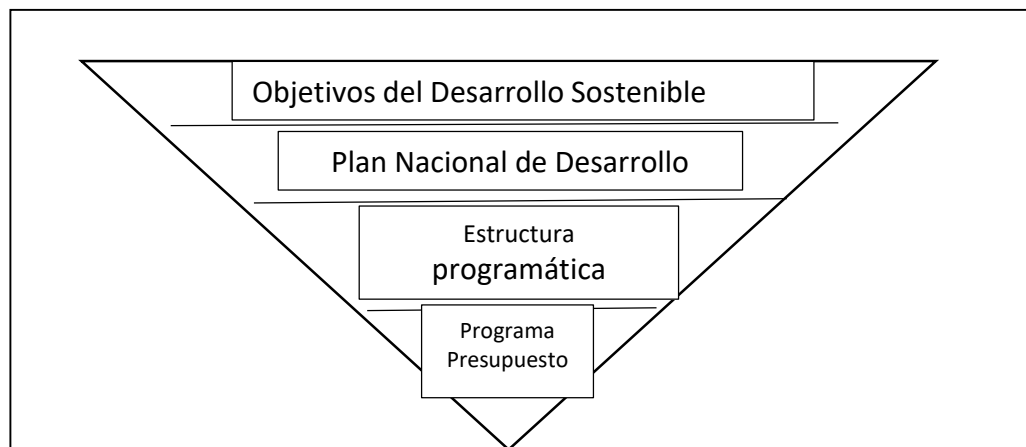 Objetivos del Desarrollo Sostenible
Plan Nacional de Desarrollo
Estructura
programática
Programa
Presupuesto